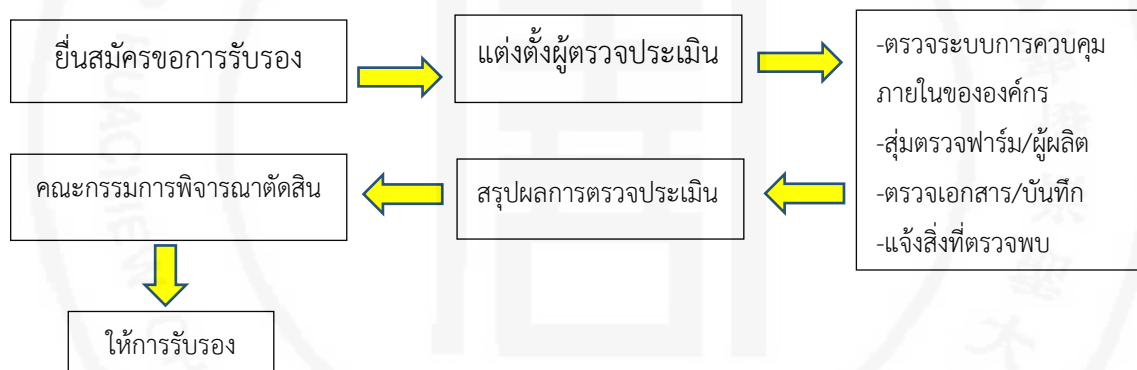 ยื่นสมัครขอการรับรอง
แต่งตั้งผู้ตรวจประเมิน
-ตรวจระบบการควบคุม
ภายในขององค์กร
-สุ่มตรวจฟาร์ม/ผู้ผลิต
-ตรวจเอกสาร/บันทึก
-แจ้งสิ่งที่ตรวจพบ
สรุปผลการตรวจประเมิน
คณะกรรมการพิจารณาตัดสิน
ให้การรับรอง